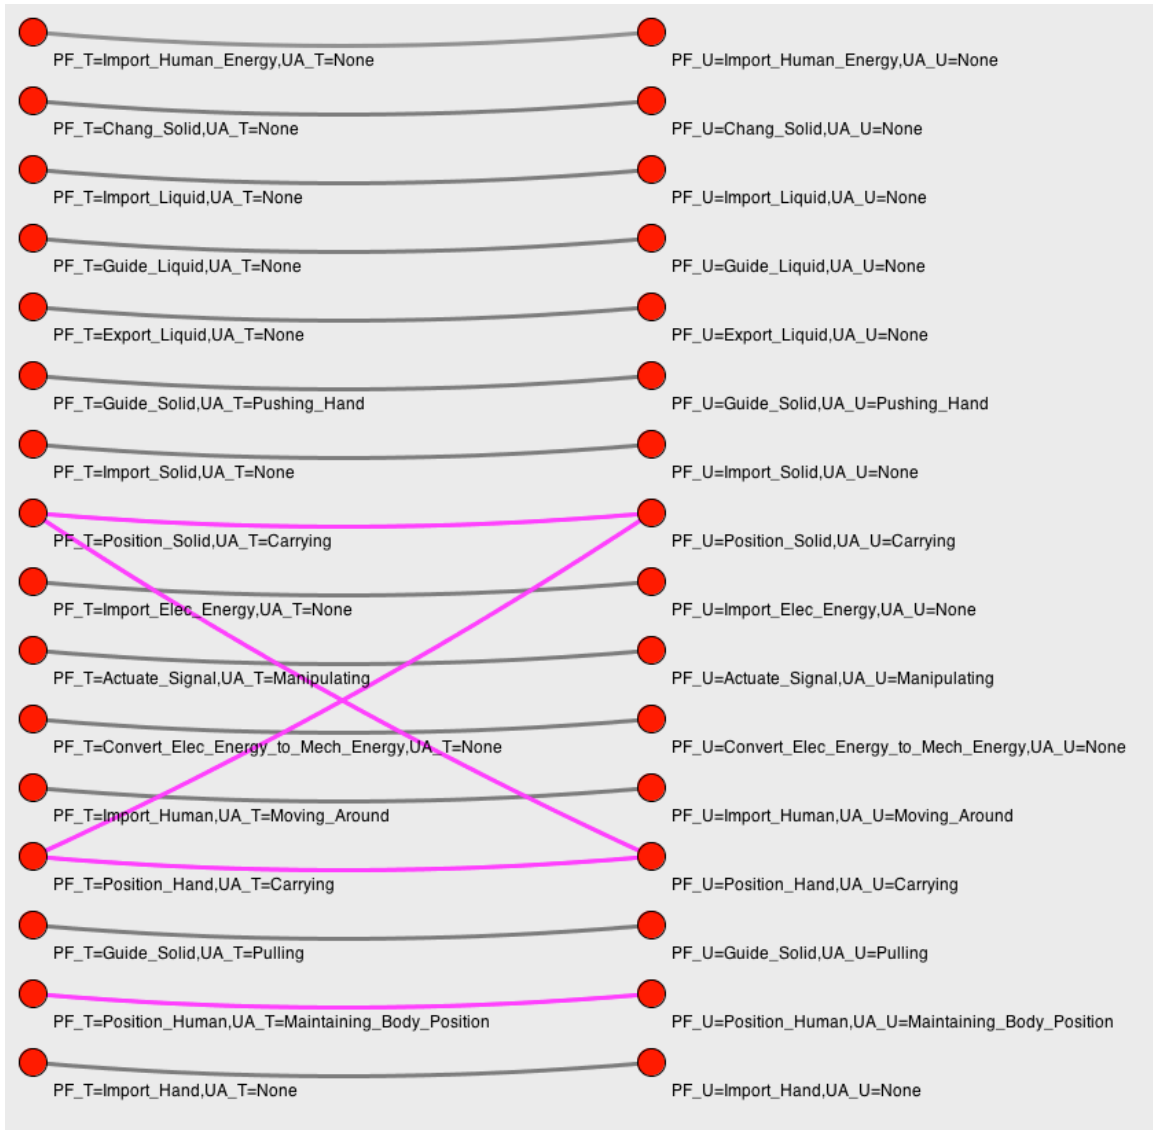 PF_T=Import_Human_Energy,UA_T=None PF_U=Import_Human_Energy,UA_U=None
PF_T=Chang_Solid,UA_T=None PF_U=Chang_Solid,UA_U=None
PF_T=Import_Liquid,UA_T=None PF_U=Import_Liquid,UA_U=None
PF_T=Guide_Liquid,UA_T=None PF_U=Guide_Liquid,UA_U=None
PF_T=Export_Liquid,UA_T=None PF_U=Export_Liquid,UA_U=None
PF_T=Guide_Solid,UA_T=Pushing_Hand PF_U=Guide_Solid,UA_U=Pushing_Hand
PF_T=Import_Solid,UA_T=None PF_U=Import_Solid,UA_U=None
PF_T=Position_Solid,UA_T=Carrying PF_U=Position_Solid,UA_U=Carrying
PF_T=Import_Elec_Energy,UA_T=None PF_U=Import_Elec_Energy,UA_U=None
PF_T=Actuate_Signal,UA_T=Manipulating PF_U=Actuate_Signal,UA_U=Manipulating
PF_T=Convert_Elec_Energy_to_Mech_Energy,UA_T=None PF_U=Convert_Elec_Energy_to_Mech_Energy,UA_U=None
PF_T=Import_Human,UA_T=Moving_Around PF_U=Import_Human,UA_U=Moving_Around
PF_T=Position_Hand,UA_T=Carrying PF_U=Position_Hand,UA_U=Carrying
PF_T=Guide_Solid,UA_T=Pulling PF_U=Guide_Solid,UA_U=Pulling
PF_T=Position_Human,UA_T=Maintaining_Body_Position PF_U=Position_Human,UA_U=Maintaining_Body_Position
PF_T=Import_Hand,UA_T=None PF_U=Import_Hand,UA_U=None